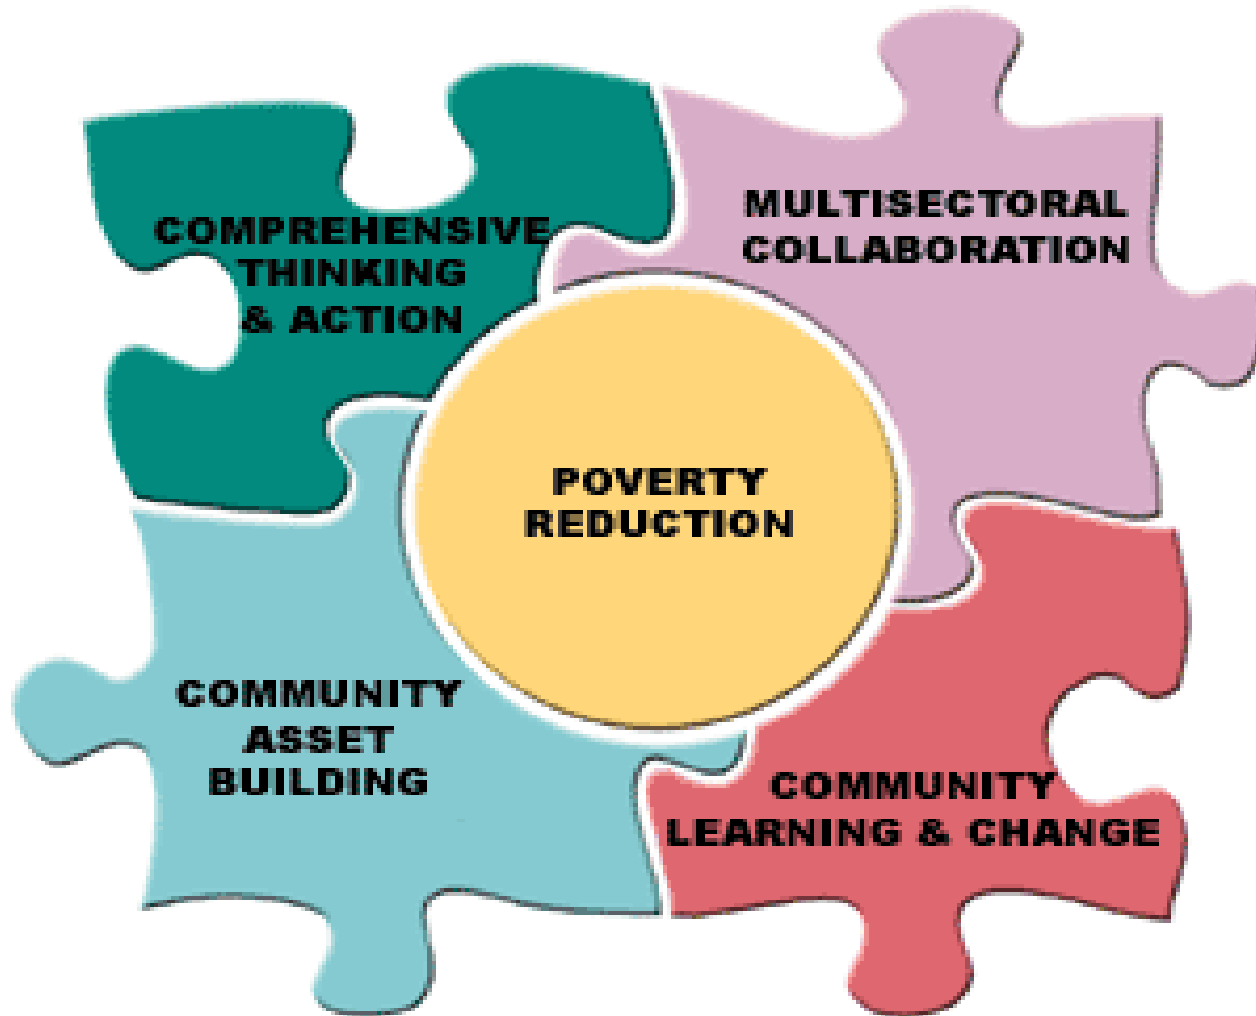 COMPREHENSIVE
THINKING
& ACTION
MULTISECTORAL
COLLABORATION
POVERTY
REDUCTION
COMMUNITY
ASSET
BUILDING
COMMUNITY
LEARNING & CHANGE